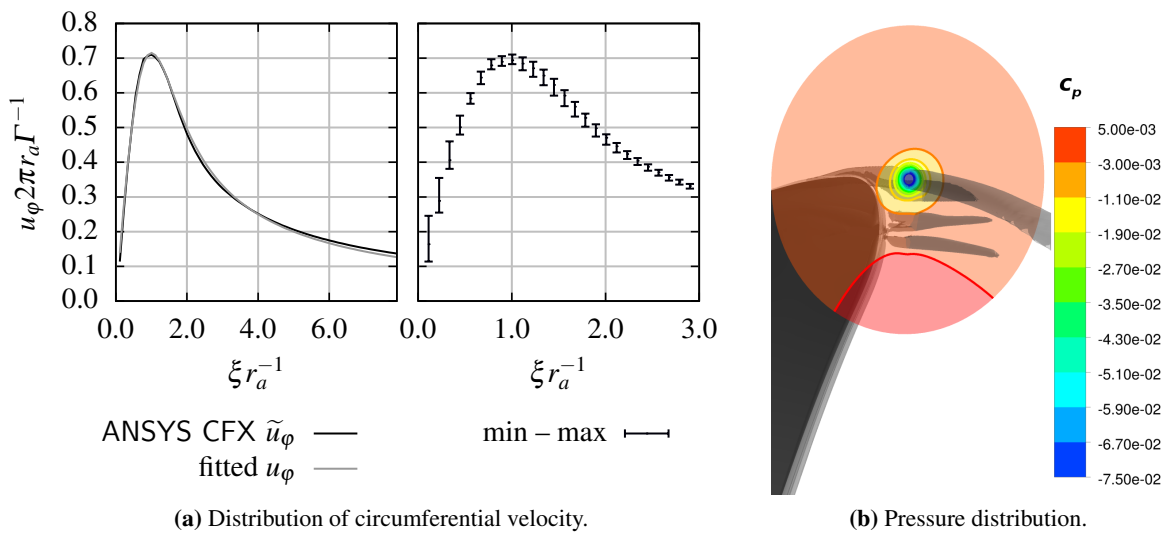 0.8
0.7
0.6
0.5
0.4
0.3
0.2
0.1
0.0
u_φ 2π r_a Γ⁻¹
0.0 2.0 4.0 6.0
ξ r_a⁻¹
0.0 1.0 2.0 3.0
ξ r_a⁻¹
ANSYS CFX ũ_φ
fitted u_φ
min – max
(a) Distribution of circumferential velocity.
c_p
5.00e-03
-3.00e-03
-1.10e-02
-1.90e-02
-2.70e-02
-3.50e-02
-4.30e-02
-5.10e-02
-5.90e-02
-6.70e-02
-7.50e-02
(b) Pressure distribution.